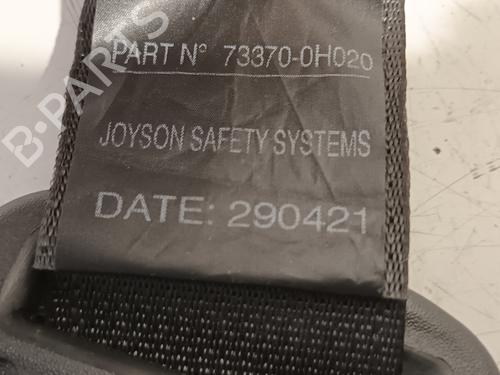 PART N° 73370-0H020
JOYSON SAFETY SYSTEMS
DATE: 290421
B-PARTS